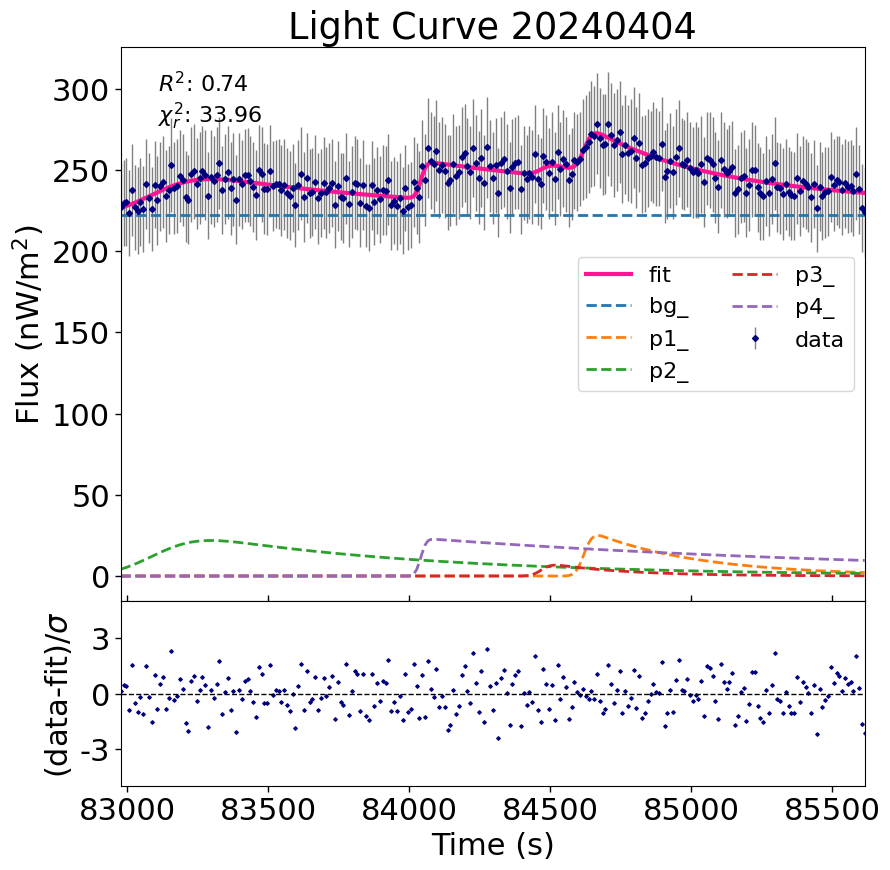 Light Curve 20240404
R²: 0.74
χ²ᵣ: 33.96
Flux (nW/m²)
300
250
200
150
100
50
0
fit
bg_
p1_
p2_
p3_
p4_
data
(data-fit)/σ
3
0
-3
83000 83500 84000 84500 85000 85500
Time (s)